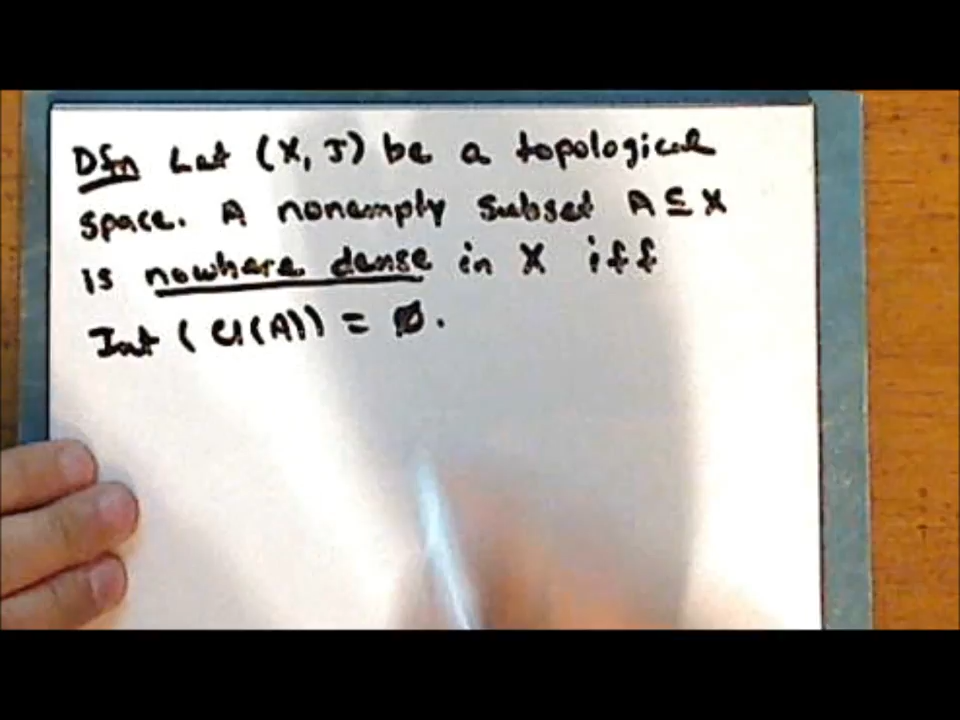 Dfn Let (X, J) be a topological
space. A nonempty subset A ⊆ X
is nowhere dense in X iff
Int (Cl(A)) = Ø.